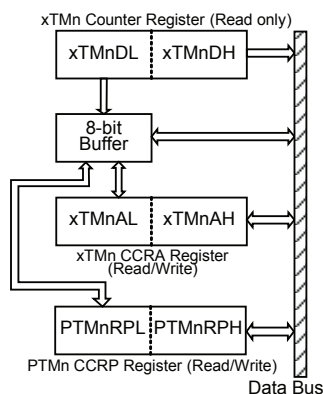 xTMn Counter Register (Read only)
xTMnDL xTMnDH
8-bit
Buffer
xTMnAL xTMnAH
xTMn CCRA Register
(Read/Write)
PTMnRPL PTMnRPH
PTMn CCRP Register (Read/Write)
Data Bus